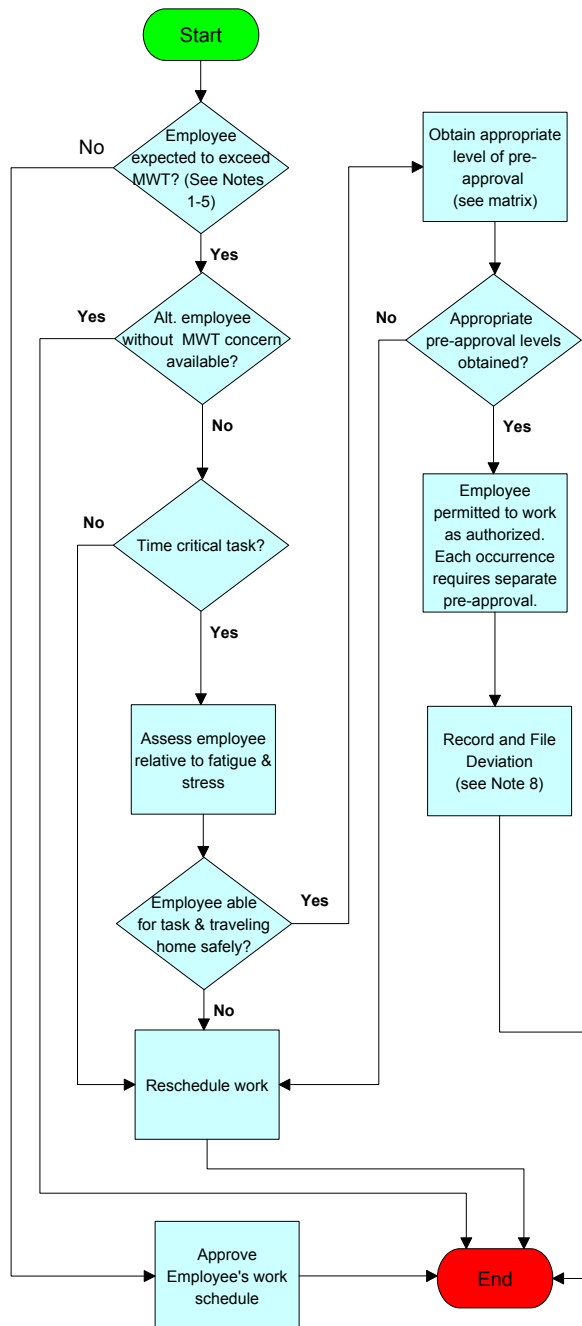 Start
No
Employee
expected to exceed
MWT? (See Notes
1-5)
Yes
Yes
Alt. employee
without MWT concern
available?
No
No
Time critical task?
Yes
Assess employee
relative to fatigue &
stress
Employee able
for task & traveling
home safely?
Yes
No
Reschedule work
Approve
Employee's work
schedule
Obtain appropriate
level of pre-
approval
(see matrix)
No
Appropriate
pre-approval levels
obtained?
Yes
Employee
permitted to work
as authorized.
Each occurrence
requires separate
pre-approval.
Record and File
Deviation
(see Note 8)
End